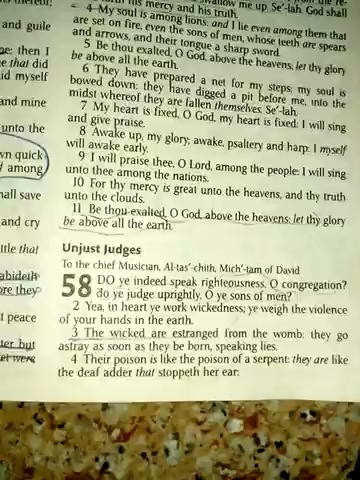 me up. Se'-lah. God shall
his mercy and his truth.
4 My soul is among lions: and I lie even among them that
are set on fire, even the sons of men, whose teeth are spears
and arrows, and their tongue a sharp sword.
5 Be thou exalted, O God, above the heavens; let thy glory
be above all the earth.
6 They have prepared a net for my steps; my soul is
bowed down: they have digged a pit before me, into the
midst whereof they are fallen themselves. Se'-lah.
7 My heart is fixed, O God, my heart is fixed: I will sing
and give praise.
8 Awake up, my glory; awake, psaltery and harp: I myself
will awake early.
9 I will praise thee, O Lord, among the people: I will sing
unto thee among the nations.
10 For thy mercy is great unto the heavens, and thy truth
unto the clouds.
11 Be thou exalted, O God, above the heavens: let thy glory
be above all the earth.
Unjust Judges
To the chief Musician, Al-tas'-chith, Mich'-tam of David
58 DO ye indeed speak righteousness, O congregation?
do ye judge uprightly, O ye sons of men?
2 Yea, in heart ye work wickedness; ye weigh the violence
of your hands in the earth.
3 The wicked are estranged from the womb: they go
astray as soon as they be born, speaking lies.
4 Their poison is like the poison of a serpent: they are like
the deaf adder that stoppeth her ear:
and guile
then I
that did
id myself
and mine
unto the
quick
among
hall save
and cry
ttle that
abideth
they
t peace
but
were